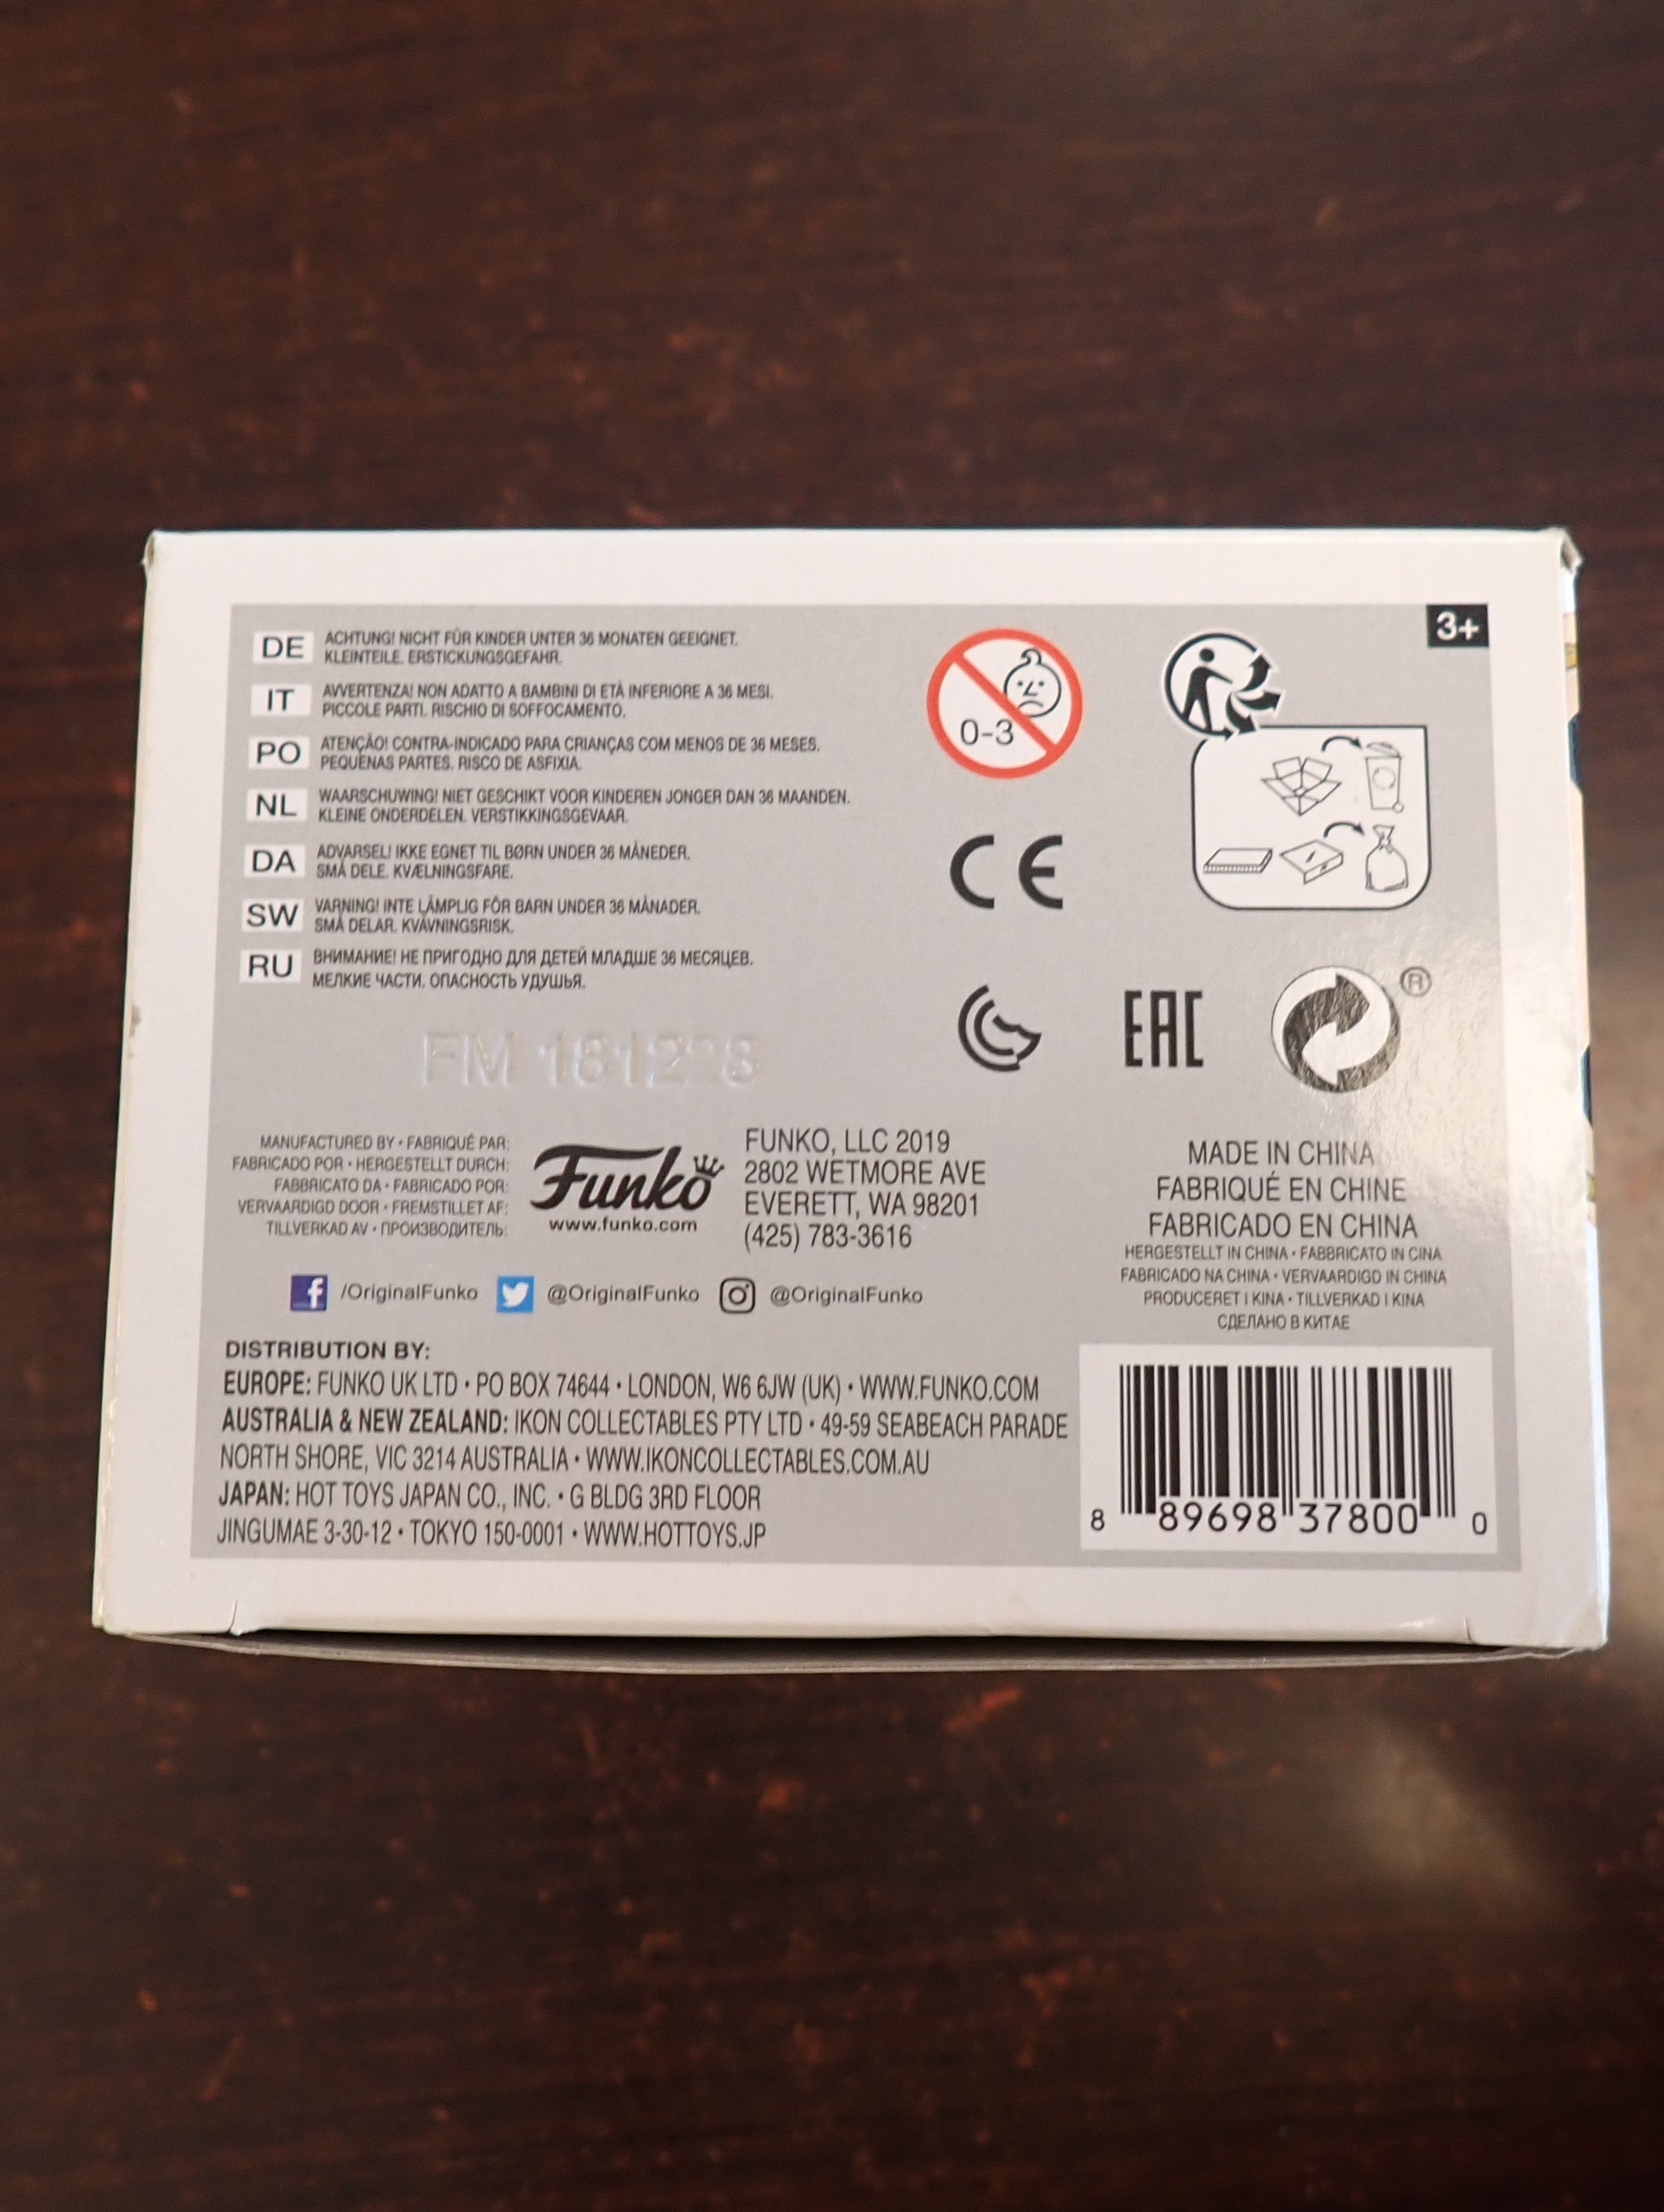 3+
DE
ACHTUNG! NICHT FÜR KINDER UNTER 36 MONATEN GEEIGNET.
KLEINTEILE. ERSTICKUNGSGEFAHR.
IT
AVVERTENZA! NON ADATTO A BAMBINI DI ETÀ INFERIORE A 36 MESI.
PICCOLE PARTI. RISCHIO DI SOFFOCAMENTO.
PO
ATENÇÃO! CONTRA-INDICADO PARA CRIANÇAS COM MENOS DE 36 MESES.
PEQUENAS PARTES. RISCO DE ASFIXIA.
NL
WAARSCHUWING! NIET GESCHIKT VOOR KINDEREN JONGER DAN 36 MAANDEN.
KLEINE ONDERDELEN. VERSTIKKINGSGEVAAR.
DA
ADVARSEL! IKKE EGNET TIL BØRN UNDER 36 MÅNEDER.
SMÅ DELE. KVÆLNINGSFARE.
SW
VARNING! INTE LÄMPLIG FÖR BARN UNDER 36 MÅNADER.
SMÅ DELAR. KVÄVNINGSRISK.
RU
ВНИМАНИЕ! НЕ ПРИГОДНО ДЛЯ ДЕТЕЙ МЛАДШЕ 36 МЕСЯЦЕВ.
МЕЛКИЕ ЧАСТИ. ОПАСНОСТЬ УДУШЬЯ.
0-3
CE
EAC
®
FM 181228
MANUFACTURED BY • FABRIQUÉ PAR:
FABRICADO POR • HERGESTELLT DURCH:
FABBRICATO DA • FABRICADO POR:
VERVAARDIGD DOOR • FREMSTILLET AF:
TILLVERKAD AV • ПРОИЗВОДИТЕЛЬ:
Funko
www.funko.com
FUNKO, LLC 2019
2802 WETMORE AVE
EVERETT, WA 98201
(425) 783-3616
MADE IN CHINA
FABRIQUÉ EN CHINE
FABRICADO EN CHINA
HERGESTELLT IN CHINA • FABBRICATO IN CINA
FABRICADO NA CHINA • VERVAARDIGD IN CHINA
PRODUCERET I KINA • TILLVERKAD I KINA
СДЕЛАНО В КИТАЕ
f /OriginalFunko @OriginalFunko @OriginalFunko
DISTRIBUTION BY:
EUROPE: FUNKO UK LTD • PO BOX 74644 • LONDON, W6 6JW (UK) • WWW.FUNKO.COM
AUSTRALIA & NEW ZEALAND: IKON COLLECTABLES PTY LTD • 49-59 SEABEACH PARADE
NORTH SHORE, VIC 3214 AUSTRALIA • WWW.IKONCOLLECTABLES.COM.AU
JAPAN: HOT TOYS JAPAN CO., INC. • G BLDG 3RD FLOOR
JINGUMAE 3-30-12 • TOKYO 150-0001 • WWW.HOTTOYS.JP
8 89698 37800 0